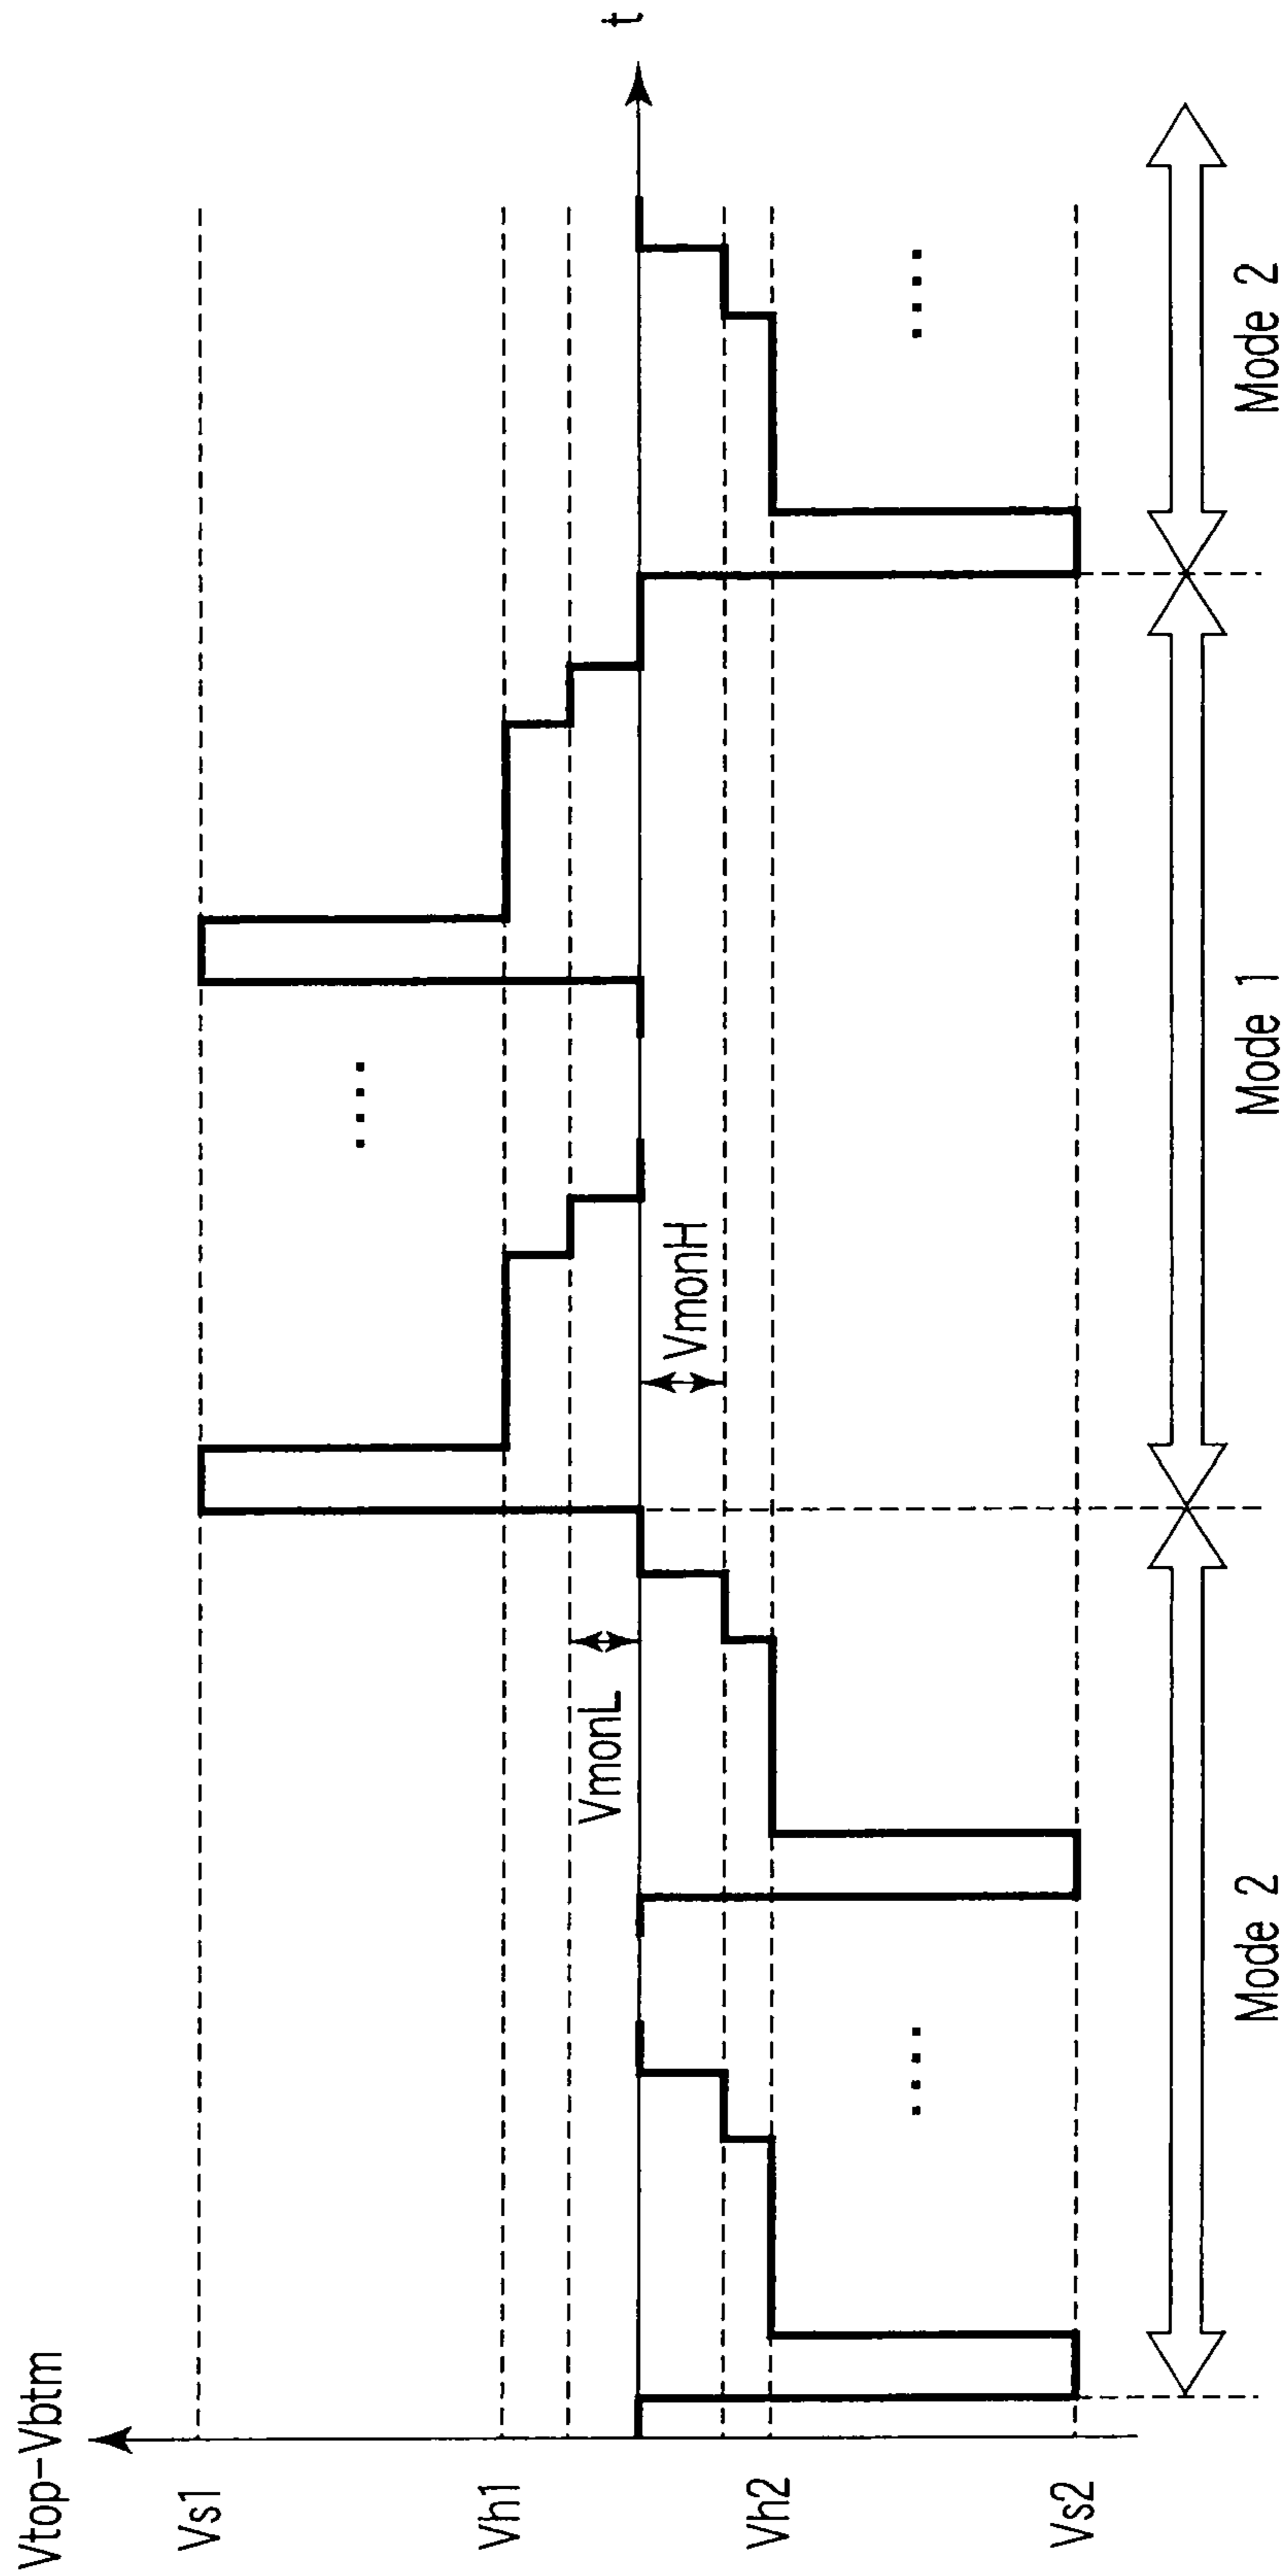 Vtop-Vbtm
Vs1
Vh1
Vh2
Vs2
VmonL
VmonH
t
Mode 2
Mode 1
Mode 2